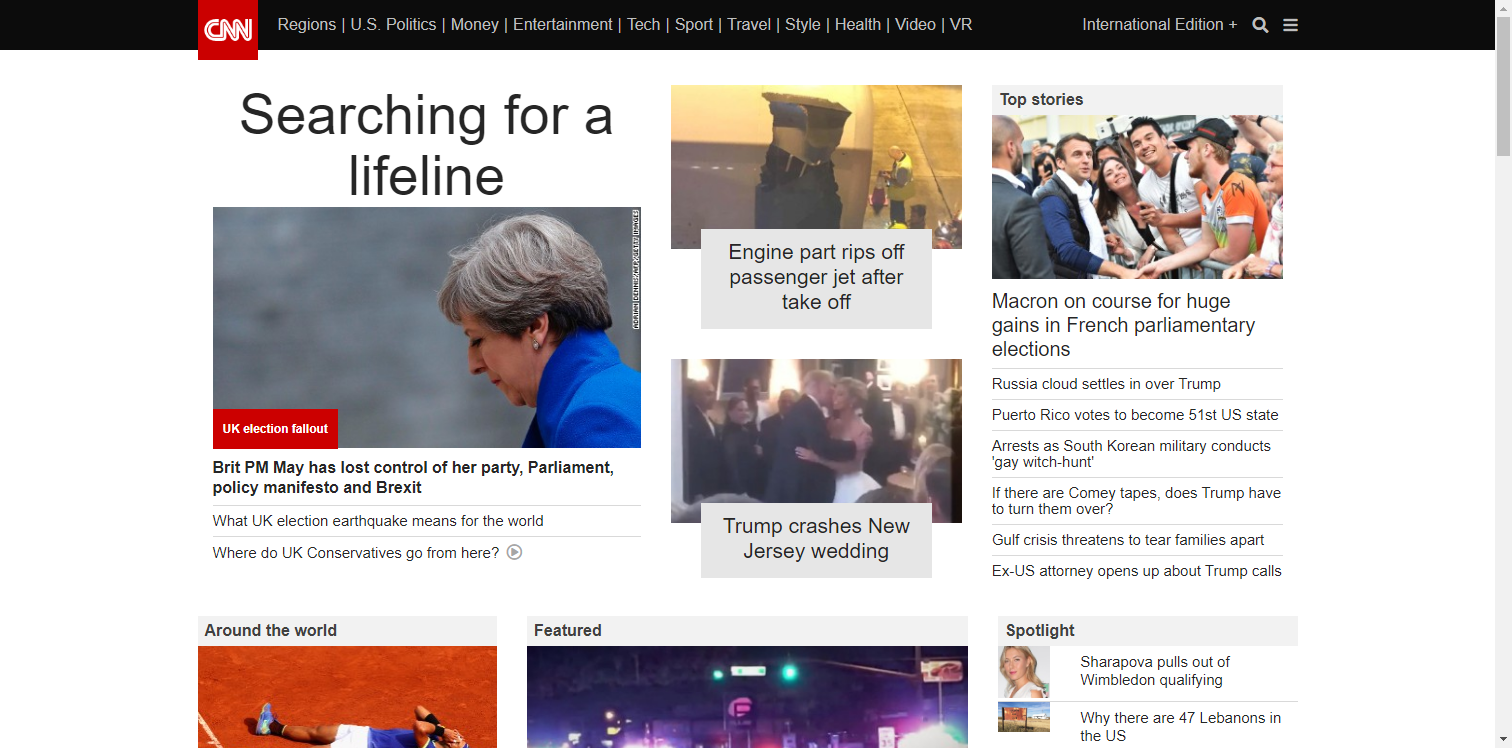 CNN
Regions | U.S. Politics | Money | Entertainment | Tech | Sport | Travel | Style | Health | Video | VR
International Edition +
Searching for a
lifeline
ADRIAN DENNIS/AFP/GETTY IMAGES
UK election fallout
Brit PM May has lost control of her party, Parliament,
policy manifesto and Brexit
What UK election earthquake means for the world
Where do UK Conservatives go from here?
Engine part rips off
passenger jet after
take off
Trump crashes New
Jersey wedding
Top stories
Macron on course for huge
gains in French parliamentary
elections
Russia cloud settles in over Trump
Puerto Rico votes to become 51st US state
Arrests as South Korean military conducts
'gay witch-hunt'
If there are Comey tapes, does Trump have
to turn them over?
Gulf crisis threatens to tear families apart
Ex-US attorney opens up about Trump calls
Around the world
Featured
35
Spotlight
Sharapova pulls out of
Wimbledon qualifying
Why there are 47 Lebanons in
the US